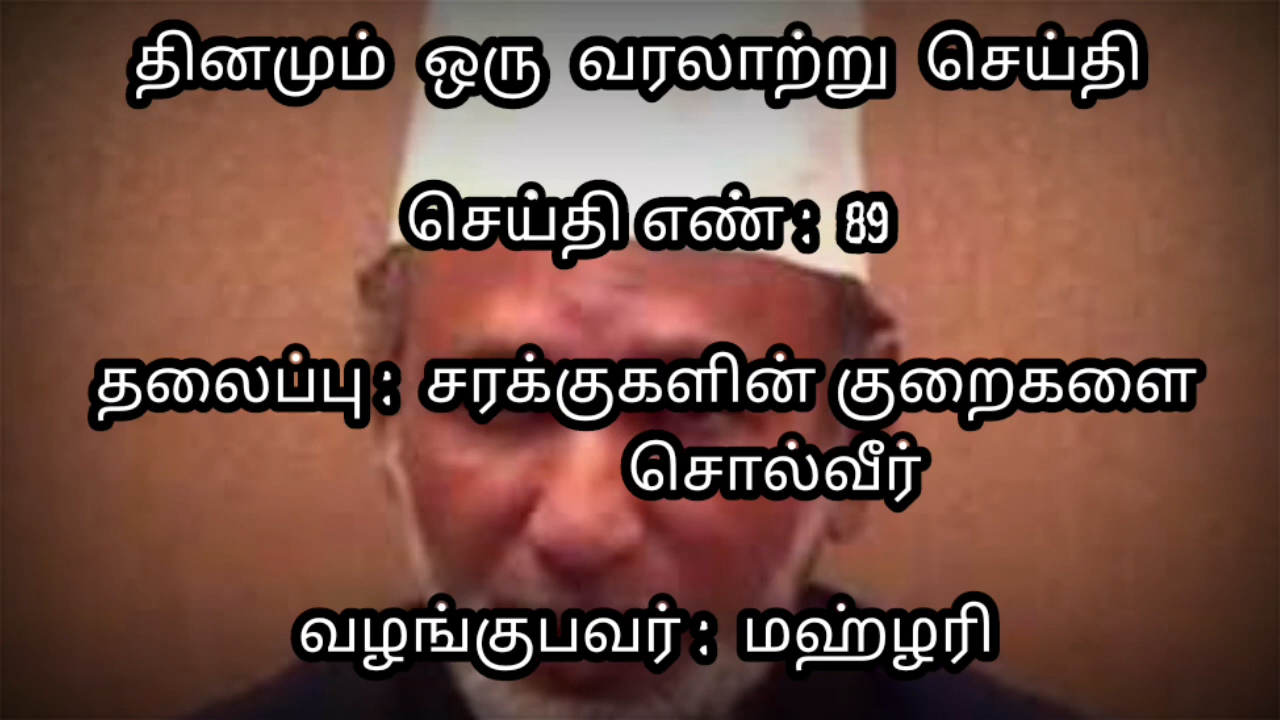 தினமும் ஒரு வரலாற்று செய்தி
செய்தி எண் : 89
தலைப்பு : சரக்குகளின் குறைகளை
சொல்வீர்
வழங்குபவர் : மஹ்ழரி